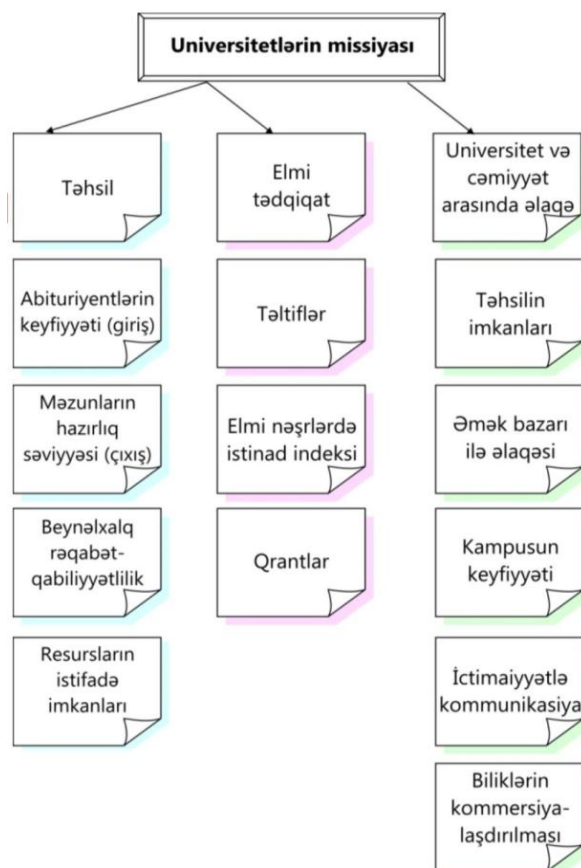 Universitetlərin missiyası
Təhsil
Abituriyentlərin
keyfiyyəti (giriş)
Məzunların
hazırlıq
səviyyəsi (çıxış)
Beynəlxalq
rəqabət-
qabiliyyətlilik
Resursların
istifadə
imkanları
Elmi
tədqiqat
Təltiflər
Elmi nəşrlərdə
istinad indeksi
Qrantlar
Universitet və
cəmiyyət
arasında əlaqə
Təhsilin
imkanları
Əmək bazarı
ilə əlaqəsi
Kampusun
keyfiyyəti
İctimaiyyətlə
kommunikasiya
Biliklərin
kommersiya-
laşdırılması